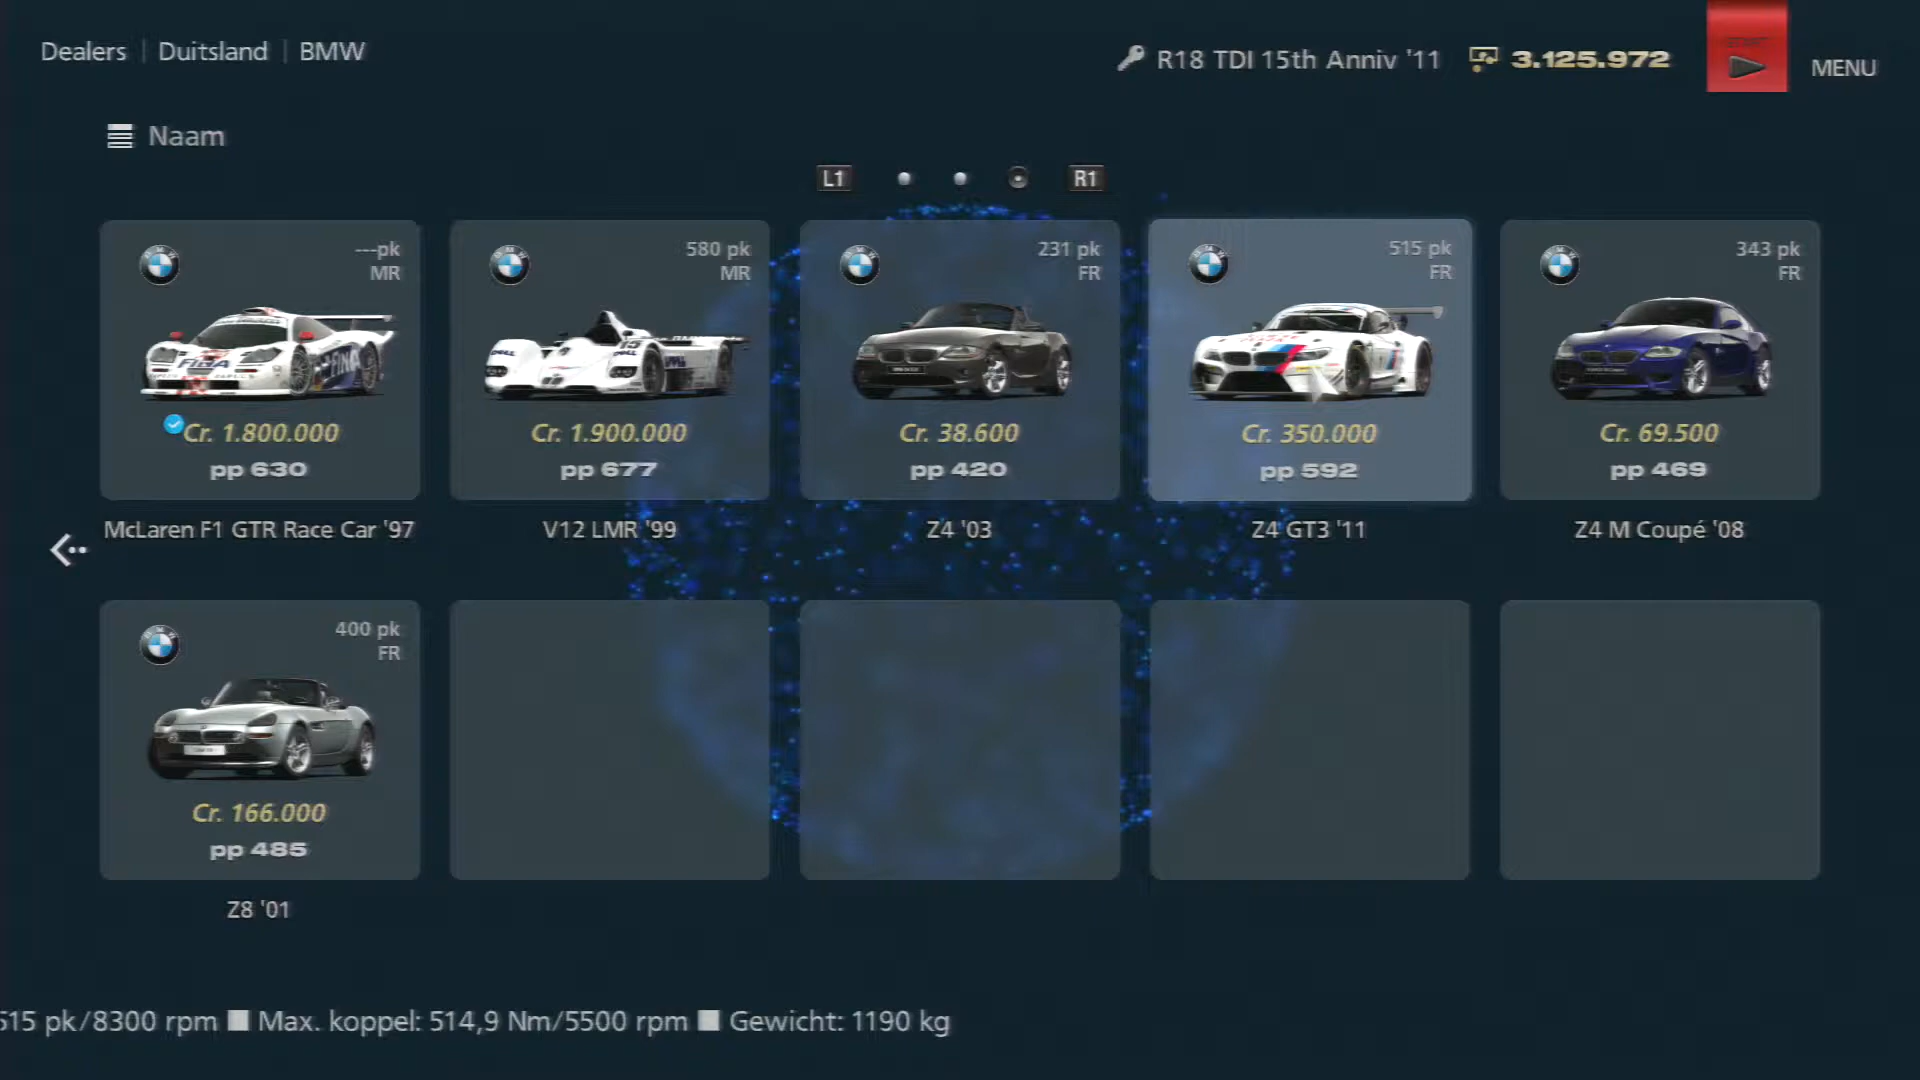 Dealers | Duitsland | BMW
R18 TDI 15th Anniv '11
3.125.972
START
MENU
Naam
L1
R1
---pk
MR
FINA
Cr. 1.800.000
pp 630
McLaren F1 GTR Race Car '97
580 pk
MR
DELL
Cr. 1.900.000
pp 677
V12 LMR '99
231 pk
FR
Cr. 38.600
pp 420
Z4 '03
515 pk
FR
Cr. 350.000
pp 592
Z4 GT3 '11
343 pk
FR
Cr. 69.500
pp 469
Z4 M Coupé '08
400 pk
FR
Cr. 166.000
pp 485
Z8 '01
515 pk/8300 rpm ■ Max. koppel: 514,9 Nm/5500 rpm ■ Gewicht: 1190 kg